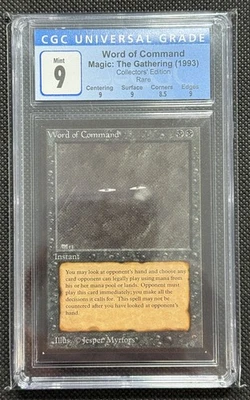 CGC UNIVERSAL GRADE
Mint
9
Word of Command
Magic: The Gathering (1993)
Collectors' Edition
Rare
Centering Surface Corners Edges
9 9 8.5 9
Word of Command
Instant
You may look at opponent's hand and choose any
card opponent can legally play using mana from
his or her mana pool or lands. Opponent must
play this card immediately; you make all the
decisions it calls for. This spell may not be
countered after you have looked at opponent's
hand.
Illus. © Jesper Myrfors